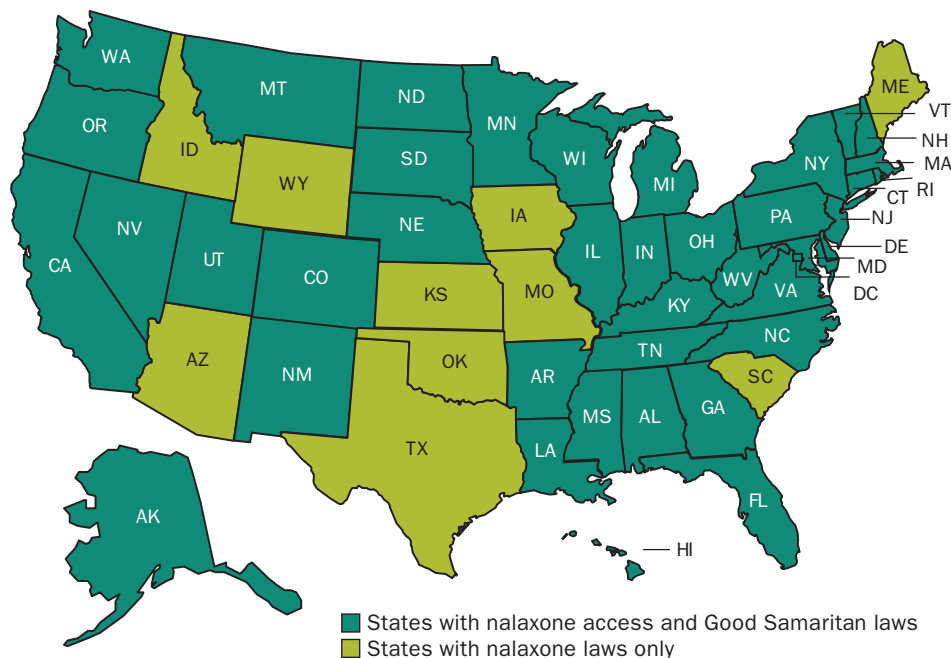 WA
MT
ND
MN
ME
VT
OR
ID
WY
SD
WI
MI
NY
NH
MA
CT
RI
NV
UT
CO
NE
IA
IL
IN
OH
PA
NJ
DE
MD
DC
CA
KS
MO
KY
WV
VA
AZ
NM
OK
AR
TN
NC
SC
TX
LA
MS
AL
GA
FL
AK
HI
States with nalaxone access and Good Samaritan laws
States with nalaxone laws only